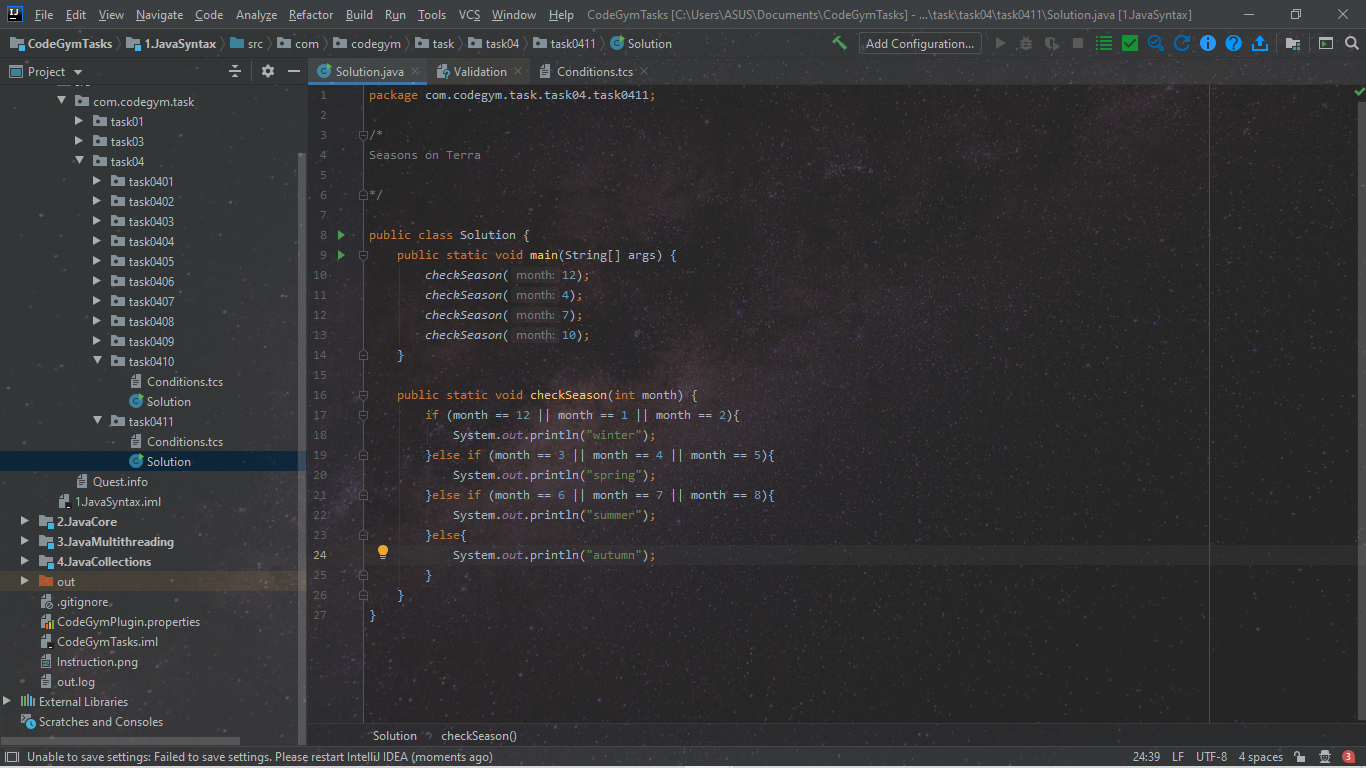 File Edit View Navigate Code Analyze Refactor Build Run Tools VCS Window Help CodeGymTasks [C:\Users\ASUS\Documents\CodeGymTasks] - ...\task\task04\task0411\Solution.java [1.JavaSyntax]
CodeGymTasks 1.JavaSyntax src com codegym task task04 task0411 Solution Add Configuration...
Project
Solution.java Validation Conditions.tcs
com.codegym.task
task01
task03
task04
task0401
task0402
task0403
task0404
task0405
task0406
task0407
task0408
task0409
task0410
Conditions.tcs
Solution
task0411
Conditions.tcs
Solution
Quest.info
1.JavaSyntax.iml
2.JavaCore
3.JavaMultithreading
4.JavaCollections
out
.gitignore
CodeGymPlugin.properties
CodeGymTasks.iml
Instruction.png
out.log
External Libraries
Scratches and Consoles
1 package com.codegym.task.task04.task0411;
2
3 /*
4 Seasons on Terra
5
6 */
7
8 public class Solution {
9 public static void main(String[] args) {
10 checkSeason( month: 12);
11 checkSeason( month: 4);
12 checkSeason( month: 7);
13 checkSeason( month: 10);
14 }
15
16 public static void checkSeason(int month) {
17 if (month == 12 || month == 1 || month == 2){
18 System.out.println("winter");
19 }else if (month == 3 || month == 4 || month == 5){
20 System.out.println("spring");
21 }else if (month == 6 || month == 7 || month == 8){
22 System.out.println("summer");
23 }else{
24 System.out.println("autumn");
25 }
26 }
27 }
Solution checkSeason()
Unable to save settings: Failed to save settings. Please restart IntelliJ IDEA (moments ago) 24:39 LF UTF-8 4 spaces 3